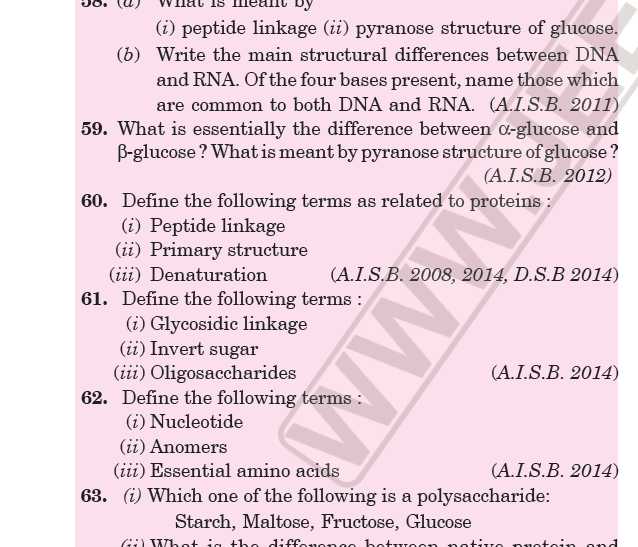 58. (a) What is meant by
(i) peptide linkage (ii) pyranose structure of glucose.
(b) Write the main structural differences between DNA
and RNA. Of the four bases present, name those which
are common to both DNA and RNA. (A.I.S.B. 2011)
59. What is essentially the difference between α-glucose and
β-glucose ? What is meant by pyranose structure of glucose ?
(A.I.S.B. 2012)
60. Define the following terms as related to proteins :
(i) Peptide linkage
(ii) Primary structure
(iii) Denaturation (A.I.S.B. 2008, 2014, D.S.B 2014)
61. Define the following terms :
(i) Glycosidic linkage
(ii) Invert sugar
(iii) Oligosaccharides (A.I.S.B. 2014)
62. Define the following terms :
(i) Nucleotide
(ii) Anomers
(iii) Essential amino acids (A.I.S.B. 2014)
63. (i) Which one of the following is a polysaccharide:
Starch, Maltose, Fructose, Glucose
(ii) What is the difference between native protein and
WWW.JEE